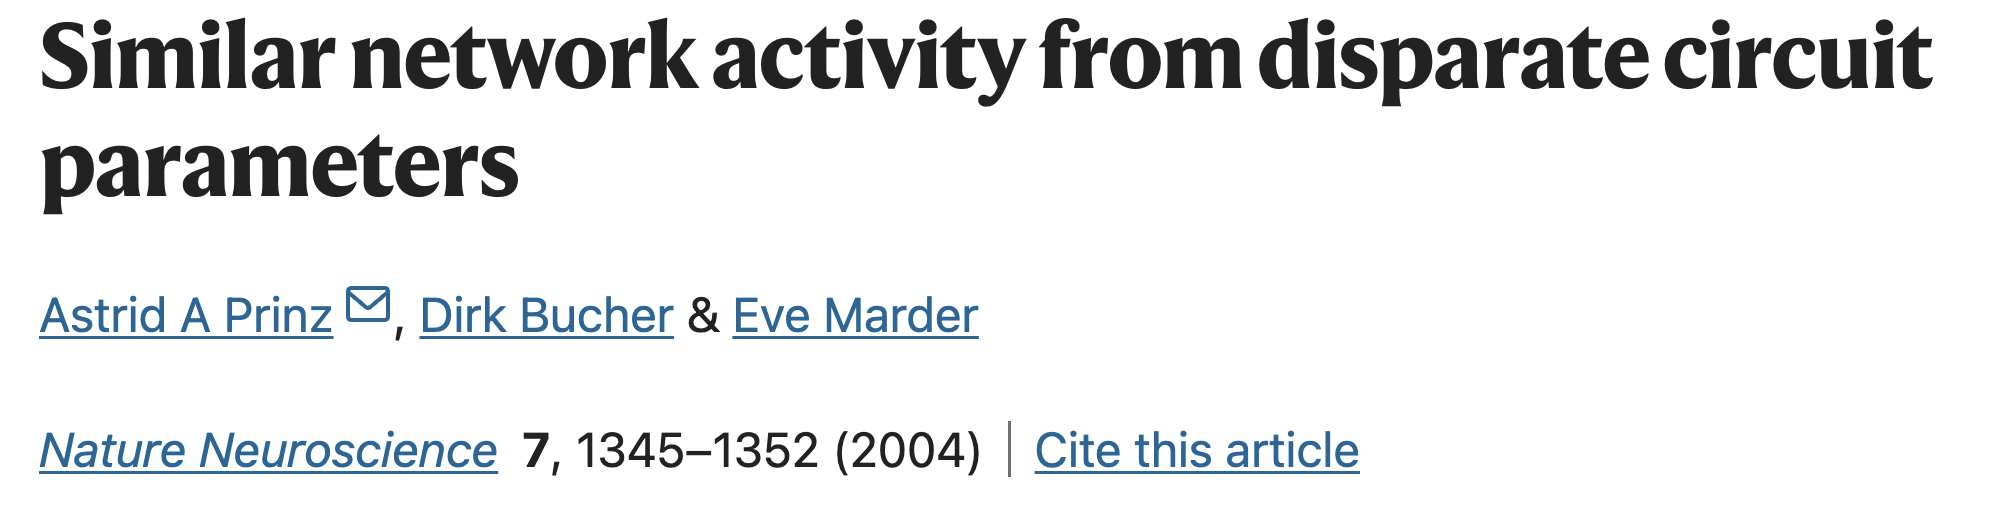 Similar network activity from disparate circuit
parameters
Astrid A Prinz, Dirk Bucher & Eve Marder
Nature Neuroscience 7, 1345–1352 (2004) | Cite this article